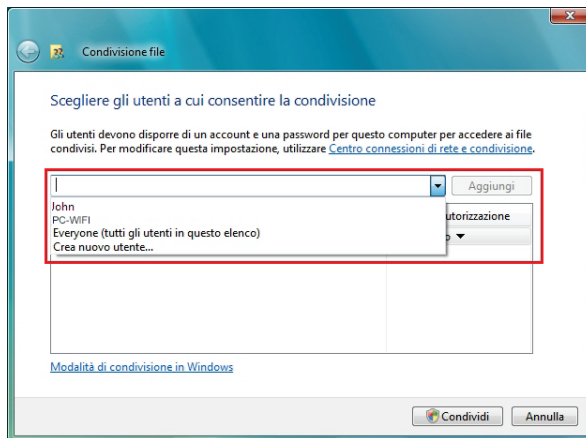 Condivisione file
Scegliere gli utenti a cui consentire la condivisione
Gli utenti devono disporre di un account e una password per questo computer per accedere ai file
condivisi. Per modificare questa impostazione, utilizzare Centro connessioni di rete e condivisione.
Aggiungi
John
PC-WIFI
utorizzazione
Everyone (tutti gli utenti in questo elenco)
Crea nuovo utente...
Modalità di condivisione in Windows
Condividi Annulla